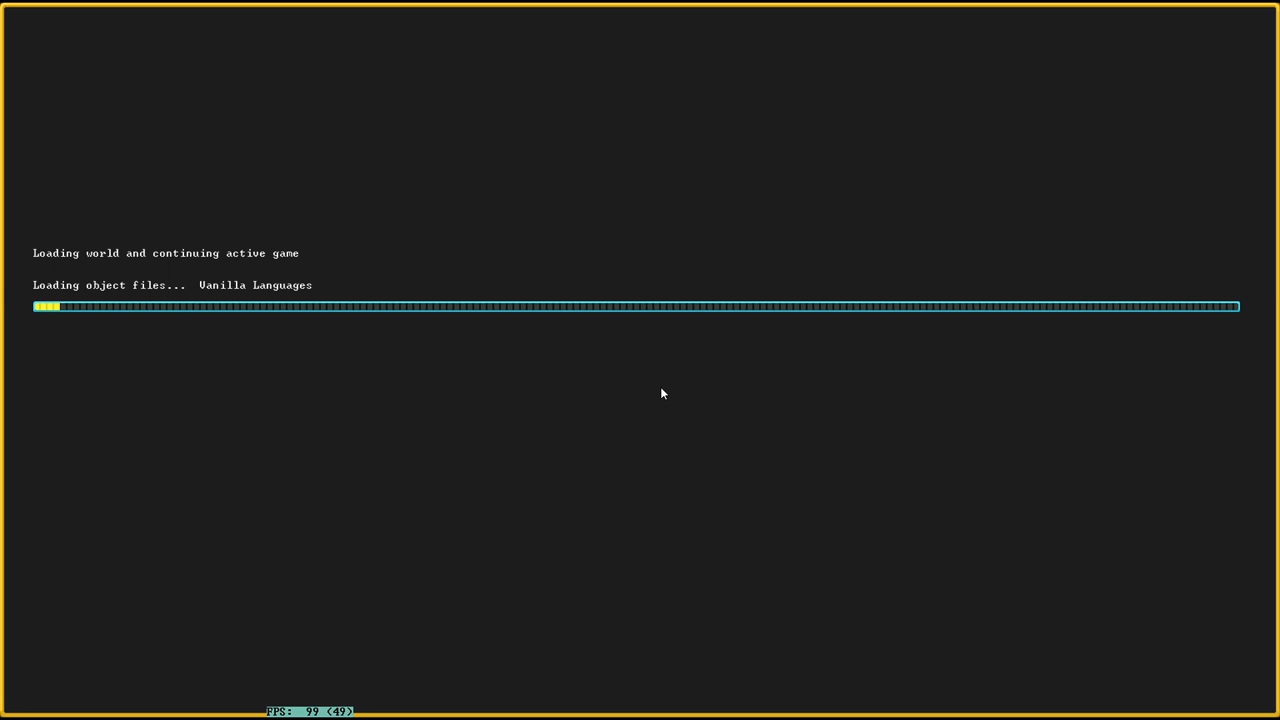 Loading world and continuing active game
Loading object files...  Vanilla Languages
FPS:  99 (49)